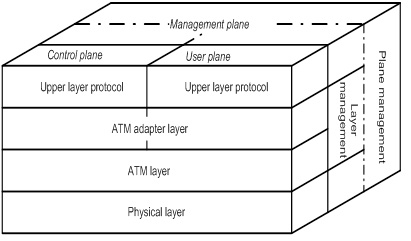 Management plane
Control plane
User plane
Upper layer protocol
Upper layer protocol
ATM adapter layer
ATM layer
Physical layer
Layer
management
Plane management